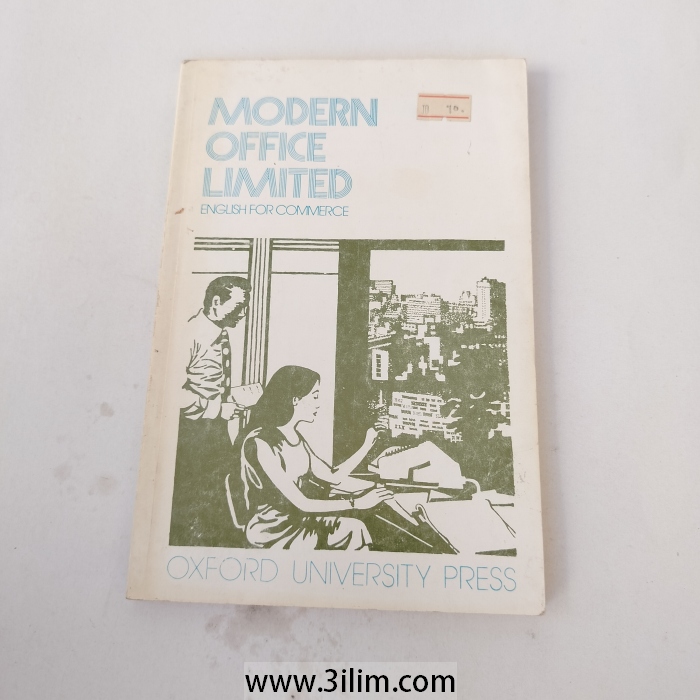 MODERN
OFFICE
LIMITED
ENGLISH FOR COMMERCE
OXFORD UNIVERSITY PRESS
www.3ilim.com